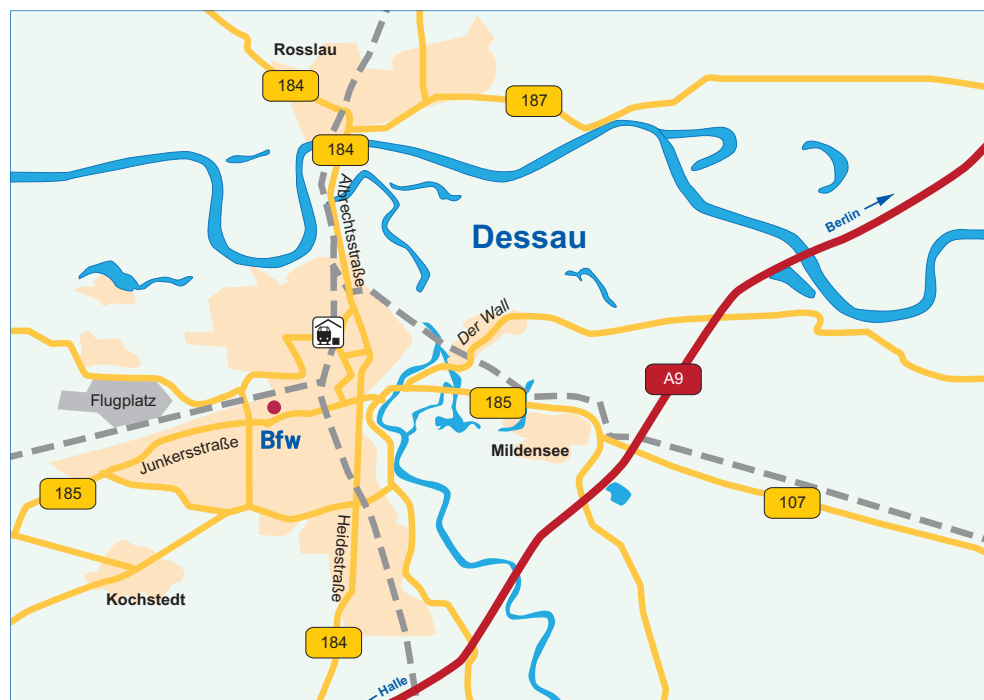 Rosslau
184
187
184
Albrechtsstraße
Berlin
Dessau
Der Wall
A9
Flugplatz
185
Bfw
Junkersstraße
Mildensee
185
107
Heidestraße
Kochstedt
184
Halle